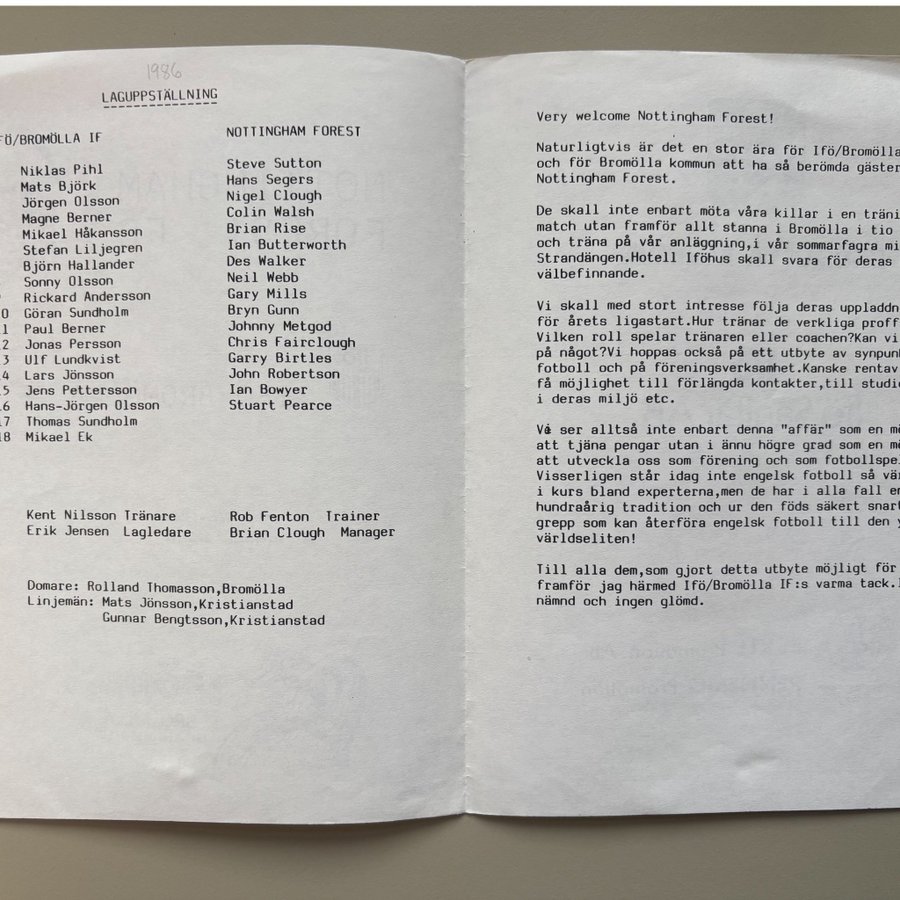 1986
LAGUPPSTÄLLNING
FÖ/BROMÖLLA IF
Niklas Pihl
Mats Björk
Jörgen Olsson
Magne Berner
Mikael Håkansson
Stefan Liljegren
Björn Hallander
Sonny Olsson
Rickard Andersson
0 Göran Sundholm
1 Paul Berner
2 Jonas Persson
3 Ulf Lundkvist
4 Lars Jönsson
5 Jens Pettersson
6 Hans-Jörgen Olsson
17 Thomas Sundholm
18 Mikael Ek
NOTTINGHAM FOREST
Steve Sutton
Hans Segers
Nigel Clough
Colin Walsh
Brian Rise
Ian Butterworth
Des Walker
Neil Webb
Gary Mills
Bryn Gunn
Johnny Metgod
Chris Fairclough
Garry Birtles
John Robertson
Ian Bowyer
Stuart Pearce
Kent Nilsson Tränare
Erik Jensen Lagledare
Rob Fenton Trainer
Brian Clough Manager
Domare: Rolland Thomasson,Bromölla
Linjemän: Mats Jönsson,Kristianstad
Gunnar Bengtsson,Kristianstad
Very welcome Nottingham Forest!
Naturligtvis är det en stor ära för Ifö/Bromölla
och för Bromölla kommun att ha så berömda gäster
Nottingham Forest.
De skall inte enbart möta våra killar i en träni
match utan framför allt stanna i Bromölla i tio
och träna på vår anläggning,i vår sommarfagra mi
Strandängen.Hotell Iföhus skall svara för deras
välbefinnande.
Vi skall med stort intresse följa deras uppladdn
för årets ligastart.Hur tränar de verkliga proff
Vilken roll spelar tränaren eller coachen?Kan vi
på något?Vi hoppas också på ett utbyte av synpun
fotboll och på föreningsverksamhet.Kanske rentav
få möjlighet till förlängda kontakter,till studie
i deras miljö etc.
Vi ser alltså inte enbart denna "affär" som en mö
att tjäna pengar utan i ännu högre grad som en mö
att utveckla oss som förening och som fotbollspel
Visserligen står idag inte engelsk fotboll så vär
i kurs bland experterna,men de har i alla fall en
hundraårig tradition och ur den föds säkert snart
grepp som kan återföra engelsk fotboll till den y
världseliten!
Till alla dem,som gjort detta utbyte möjligt för
framför jag härmed Ifö/Bromölla IF:s varma tack.
nämnd och ingen glömd.